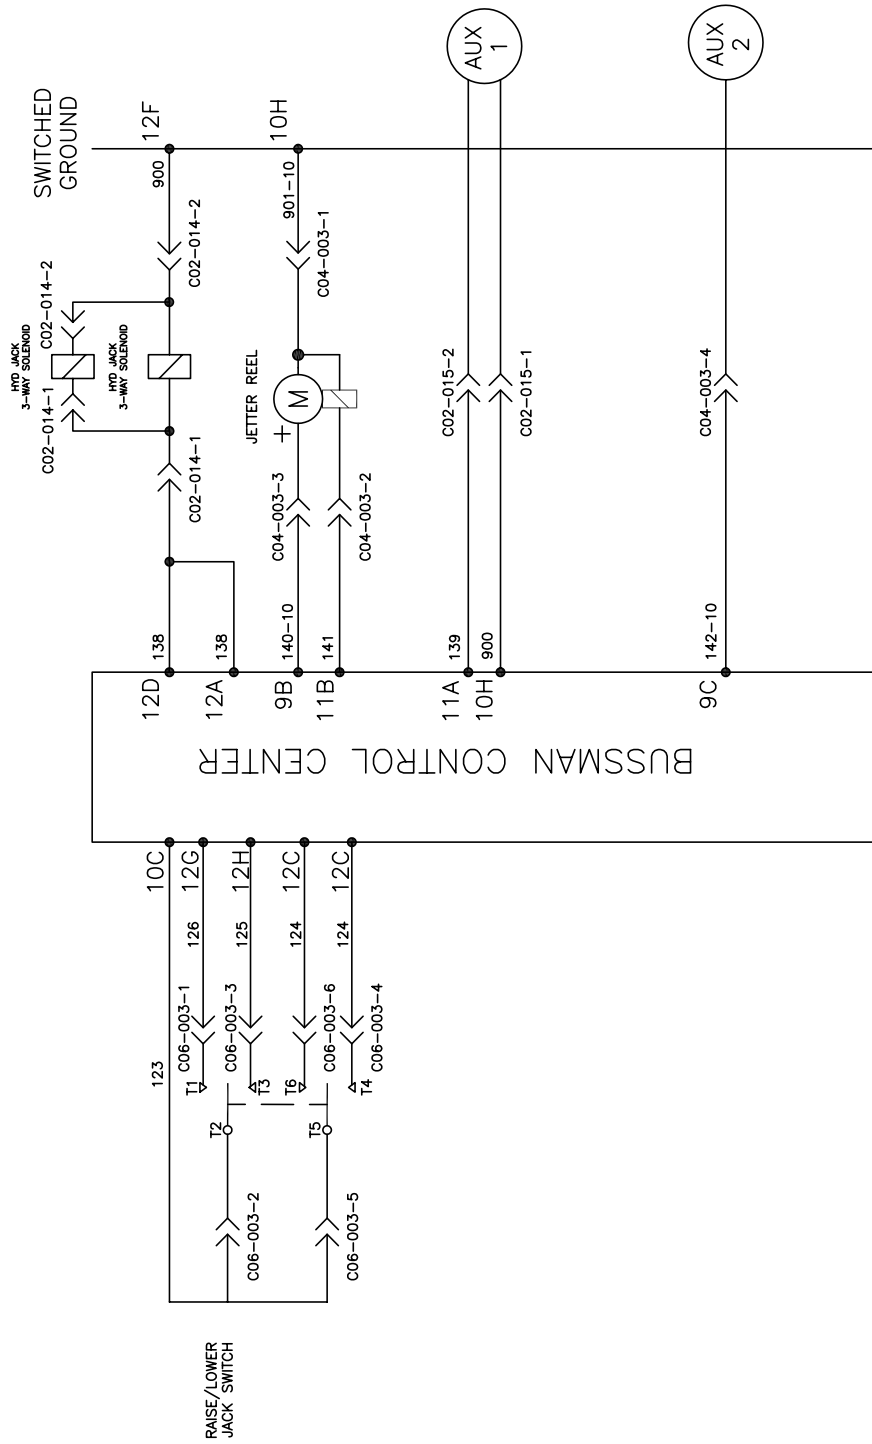 SWITCHED
GROUND
12F
10H
900
901-10
C02-014-2
C04-003-1
C02-014-2
HYD JACK
3-WAY SOLENOID
C02-014-1
HYD JACK
3-WAY SOLENOID
C02-014-1
JETTER REEL
+
M
C04-003-3
C04-003-2
AUX
1
AUX
2
C02-015-2
C02-015-1
C04-003-4
138
138
140-10
141
139
900
142-10
12D
12A
9B
11B
11A
10H
9C
BUSSMAN CONTROL CENTER
10C
12G
12H
12C
12C
123
126
125
124
124
C06-003-1
C06-003-3
C06-003-6
C06-003-4
T1
T3
T6
T4
T2
T5
C06-003-2
C06-003-5
RAISE/LOWER
JACK SWITCH